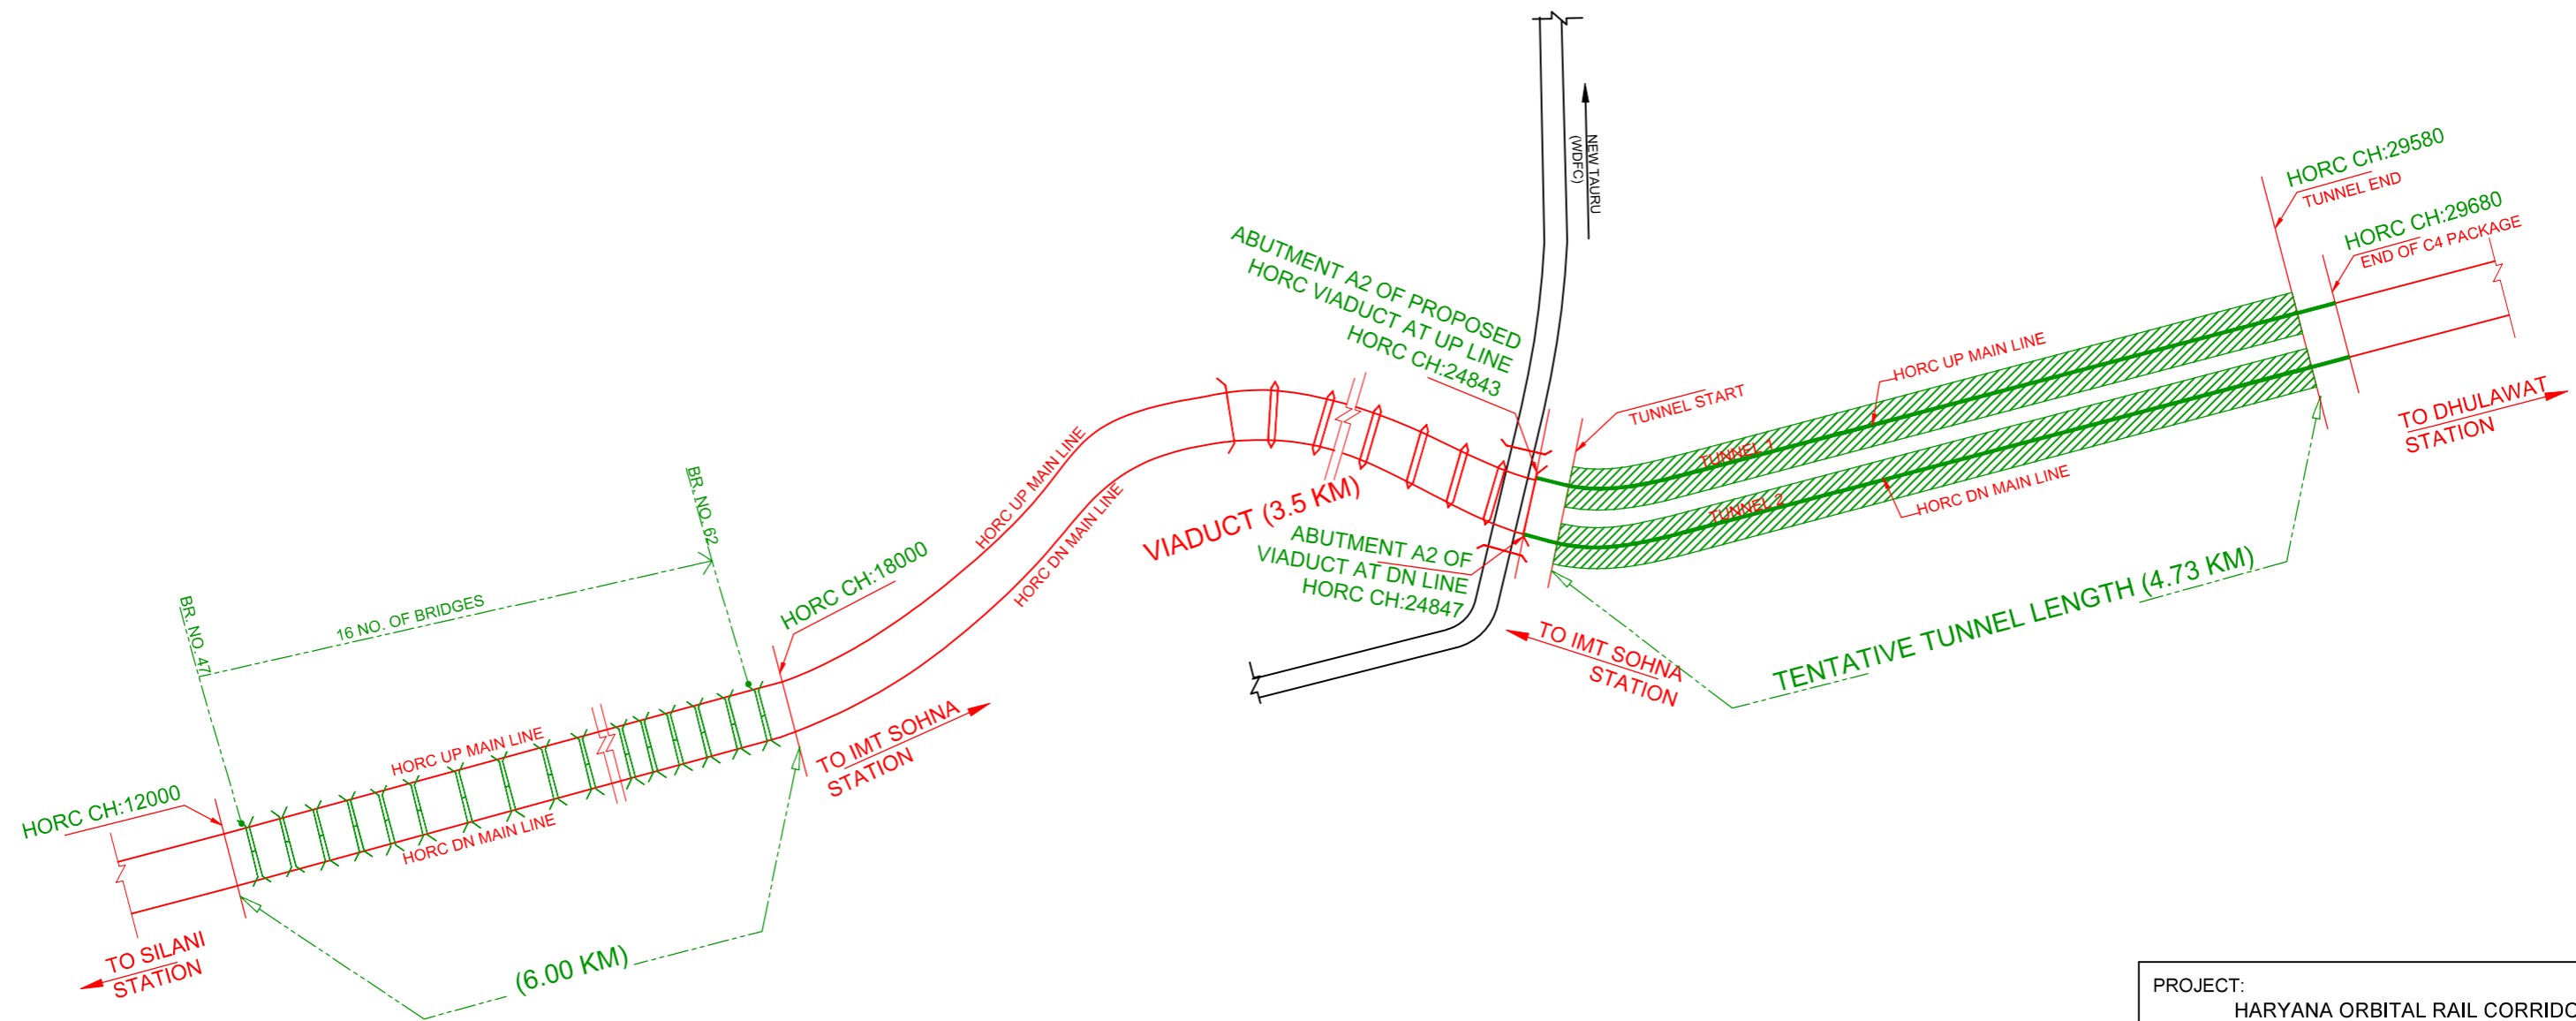 HORC CH:12000
TO SILANI
STATION
BR. NO. 47
16 NO. OF BRIDGES
BR. NO. 62
HORC UP MAIN LINE
HORC DN MAIN LINE
(6.00 KM)
HORC CH:18000
TO IMT SOHNA
STATION
HORC UP MAIN LINE
HORC DN MAIN LINE
VIADUCT (3.5 KM)
ABUTMENT A2 OF PROPOSED
HORC VIADUCT AT UP LINE
HORC CH:24843
ABUTMENT A2 OF
VIADUCT AT DN LINE
HORC CH:24847
NEW TAURU
(WDFC)
TO IMT SOHNA
STATION
TUNNEL START
TUNNEL 1
TUNNEL 2
HORC UP MAIN LINE
HORC DN MAIN LINE
TENTATIVE TUNNEL LENGTH (4.73 KM)
HORC CH:29580
TUNNEL END
HORC CH:29680
END OF C4 PACKAGE
TO DHULAWAT
STATION
PROJECT:
HARYANA ORBITAL RAIL CORRIDO